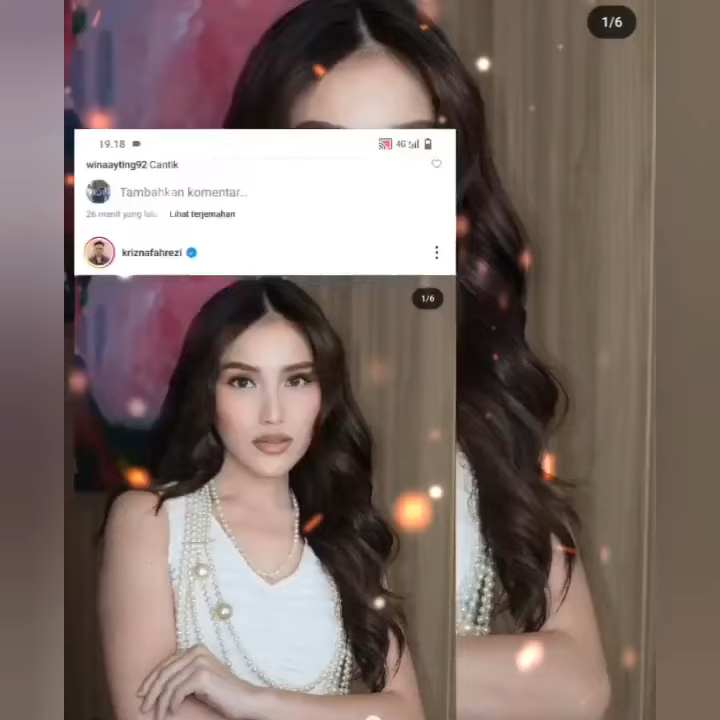 1/6
19.18 4G
winaayting92 Cantik
Tambahkan komentar...
26 menit yang lalu Lihat terjemahan
kriznafahrezi
1/6